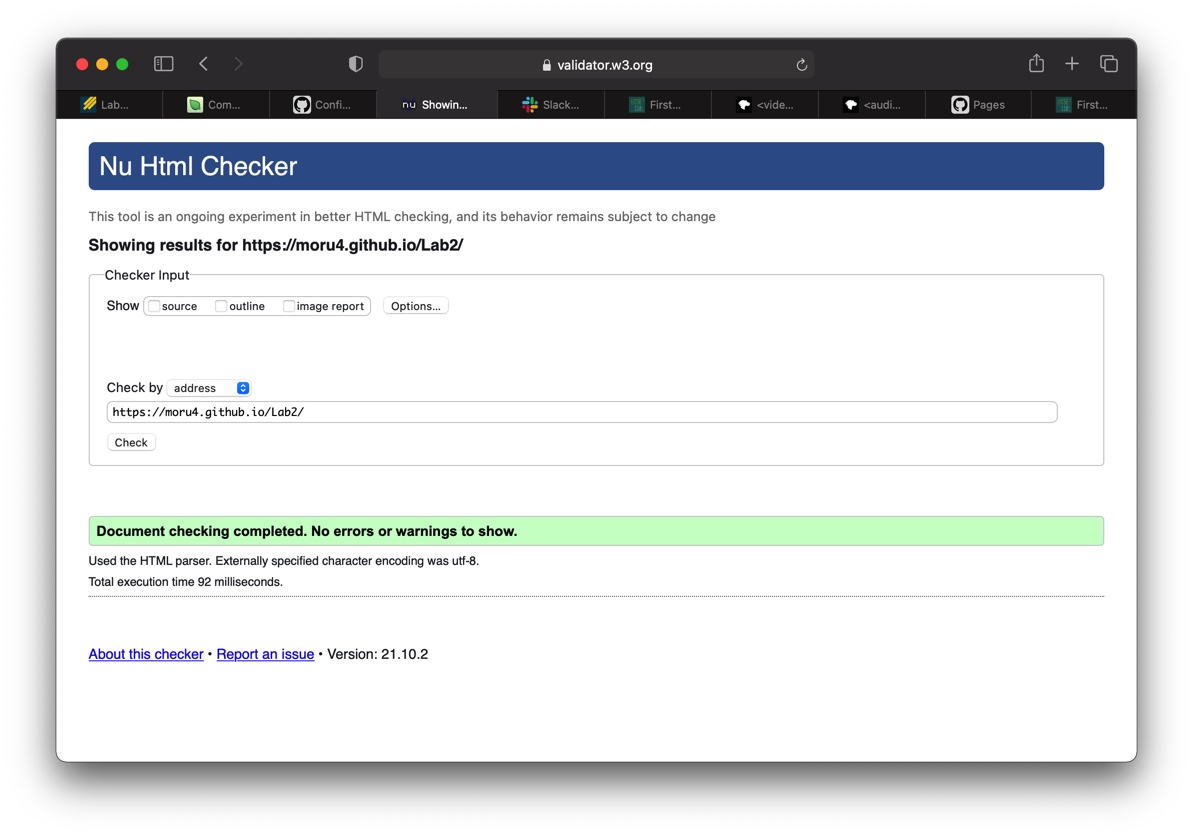 validator.w3.org
Lab...
Com...
Confi...
nu Showin...
Slack...
First...
<vide...
<audi...
Pages
First...
Nu Html Checker
This tool is an ongoing experiment in better HTML checking, and its behavior remains subject to change
Showing results for https://moru4.github.io/Lab2/
Checker Input
Show source outline image report Options...
Check by address
https://moru4.github.io/Lab2/
Check
Document checking completed. No errors or warnings to show.
Used the HTML parser. Externally specified character encoding was utf-8.
Total execution time 92 milliseconds.
About this checker • Report an issue • Version: 21.10.2